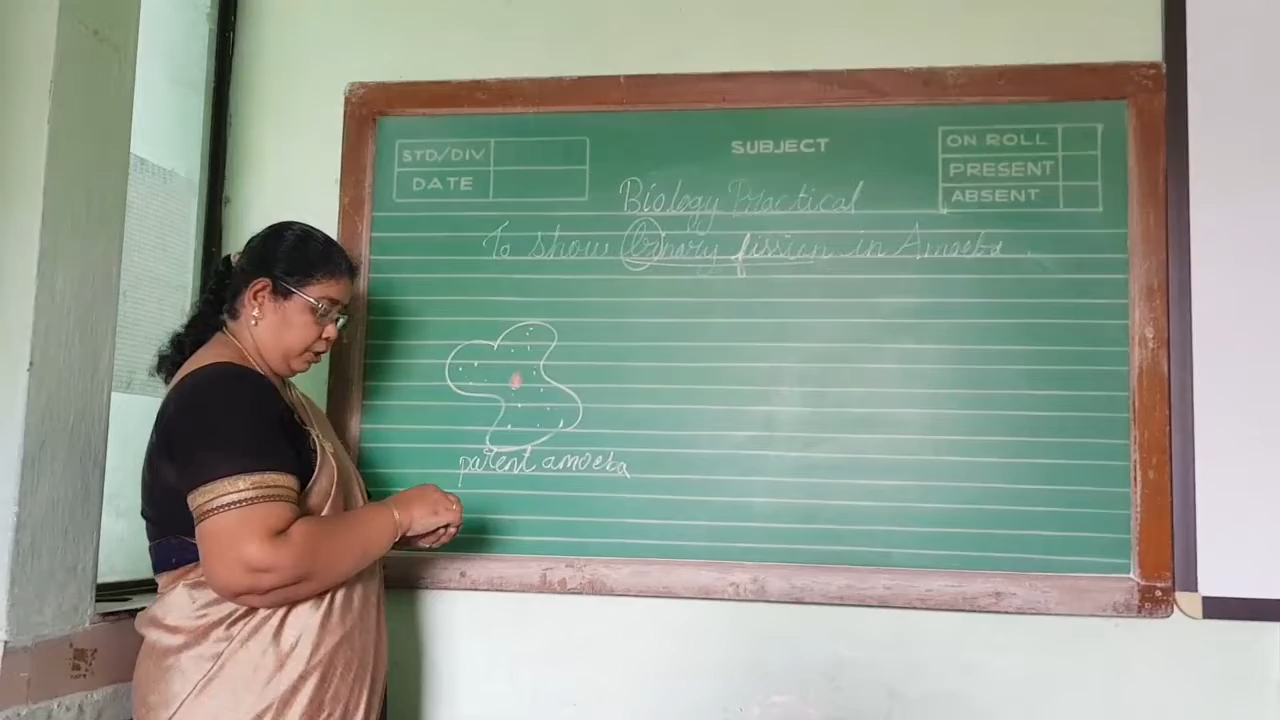 STD/DIV
DATE
SUBJECT
ON ROLL
PRESENT
ABSENT
Biology Practical
To show binary fission in Amoeba.
parent amoeba